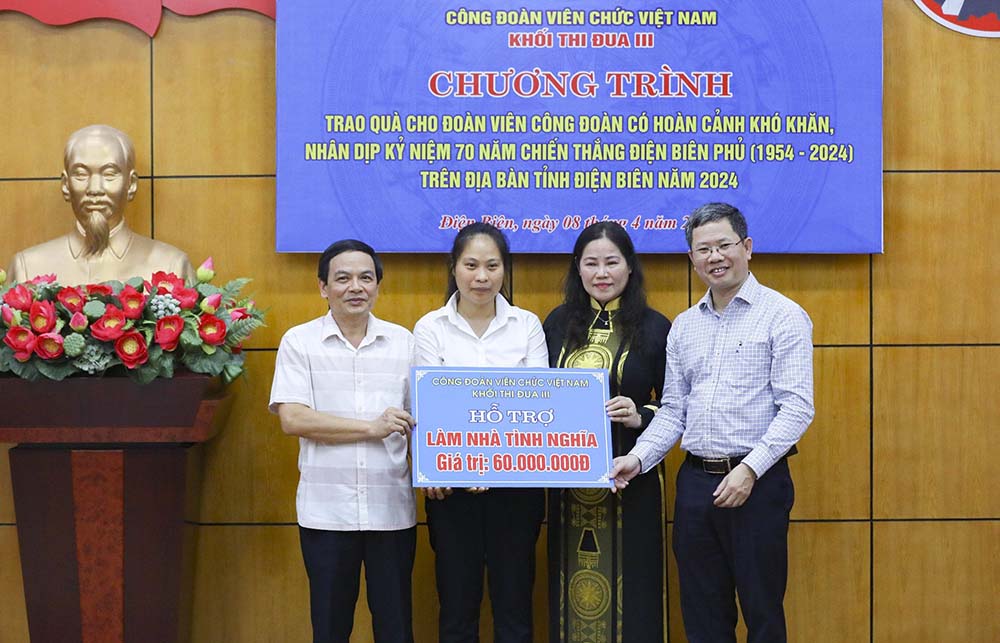 CÔNG ĐOÀN VIÊN CHỨC VIỆT NAM
KHỐI THI ĐUA III
CHƯƠNG TRÌNH
TRAO QUÀ CHO ĐOÀN VIÊN CÔNG ĐOÀN CÓ HOÀN CẢNH KHÓ KHĂN,
NHÂN DỊP KỶ NIỆM 70 NĂM CHIẾN THẮNG ĐIỆN BIÊN PHỦ (1954 - 2024)
TRÊN ĐỊA BÀN TỈNH ĐIỆN BIÊN NĂM 2024
Điện Biên, ngày 08 tháng 4 năm 2
CÔNG ĐOÀN VIÊN CHỨC VIỆT NAM
KHỐI THI ĐUA III
HỖ TRỢ
LÀM NHÀ TÌNH NGHĨA
Giá trị: 60.000.000Đ